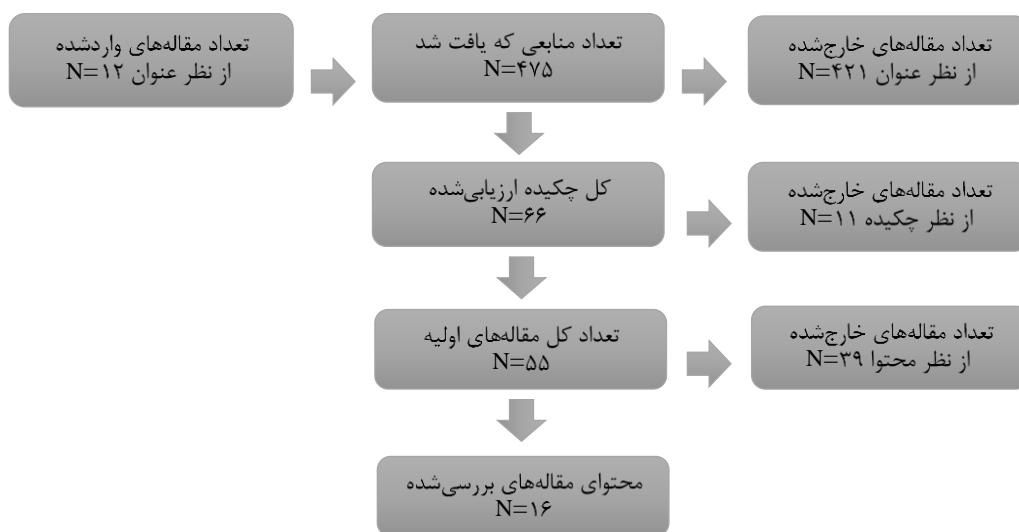 تعداد مقاله‌های خارج‌شده
از نظر عنوان N=۴۲۱
تعداد منابعی که یافت شد
N=۴۷۵
تعداد مقاله‌های واردشده
از نظر عنوان N=۱۲
تعداد مقاله‌های خارج‌شده
از نظر چکیده N=۱۱
کل چکیده ارزیابی‌شده
N=۶۶
تعداد مقاله‌های خارج‌شده
از نظر محتوا N=۳۹
تعداد کل مقاله‌های اولیه
N=۵۵
محتوای مقاله‌های بررسی‌شده
N=۱۶